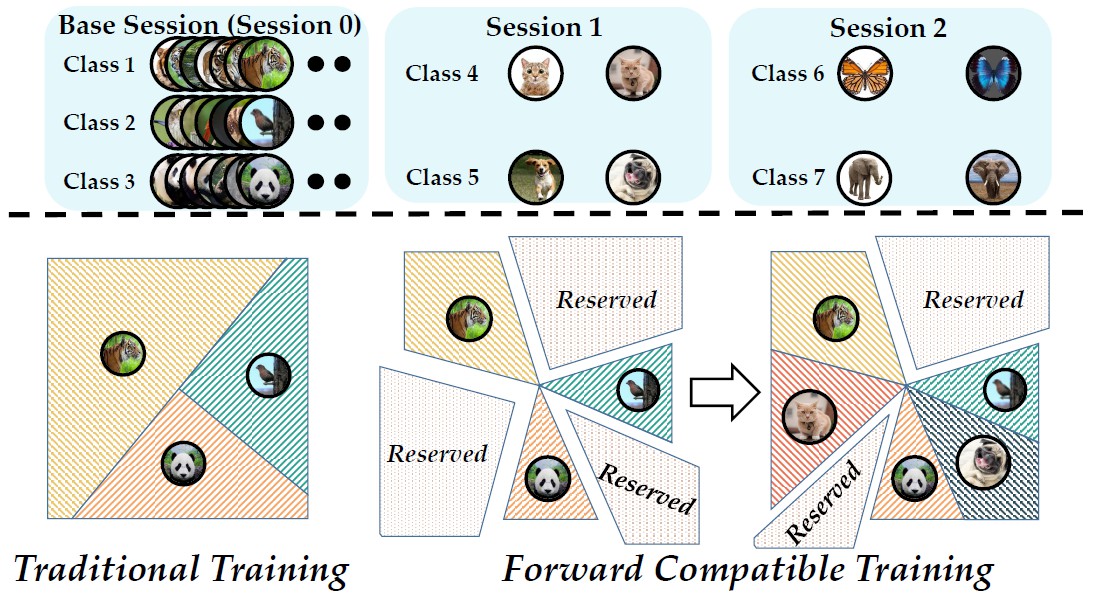 Base Session (Session 0)
Class 1
Class 2
Class 3
Session 1
Class 4
Class 5
Session 2
Class 6
Class 7
Reserved
Reserved
Reserved
Reserved
Reserved
Traditional Training
Forward Compatible Training